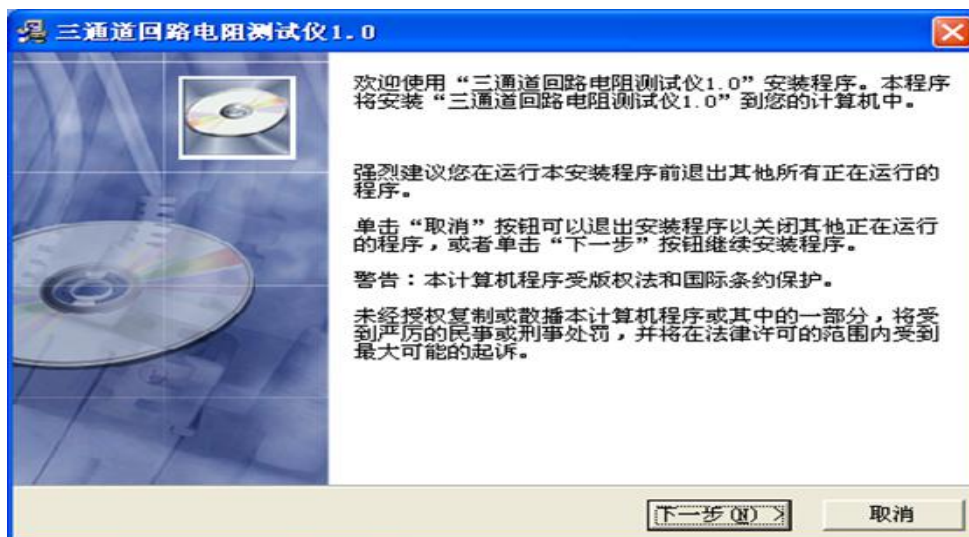 三通道回路电阻测试仪1.0
欢迎使用“三通道回路电阻测试仪1.0”安装程序。本程序
将安装“三通道回路电阻测试仪1.0”到您的计算机中。
强烈建议您在运行本安装程序前退出其他所有正在运行的
程序。
单击“取消”按钮可以退出安装程序以关闭其他正在运行
的程序，或者单击“下一步”按钮继续安装程序。
警告：本计算机程序受版权法和国际条约保护。
未经授权复制或散播本计算机程序或其中的一部分，将受
到严厉的民事或刑事处罚，并将在法律许可的范围内受到
最大可能的起诉。
下一步(N) >
取消